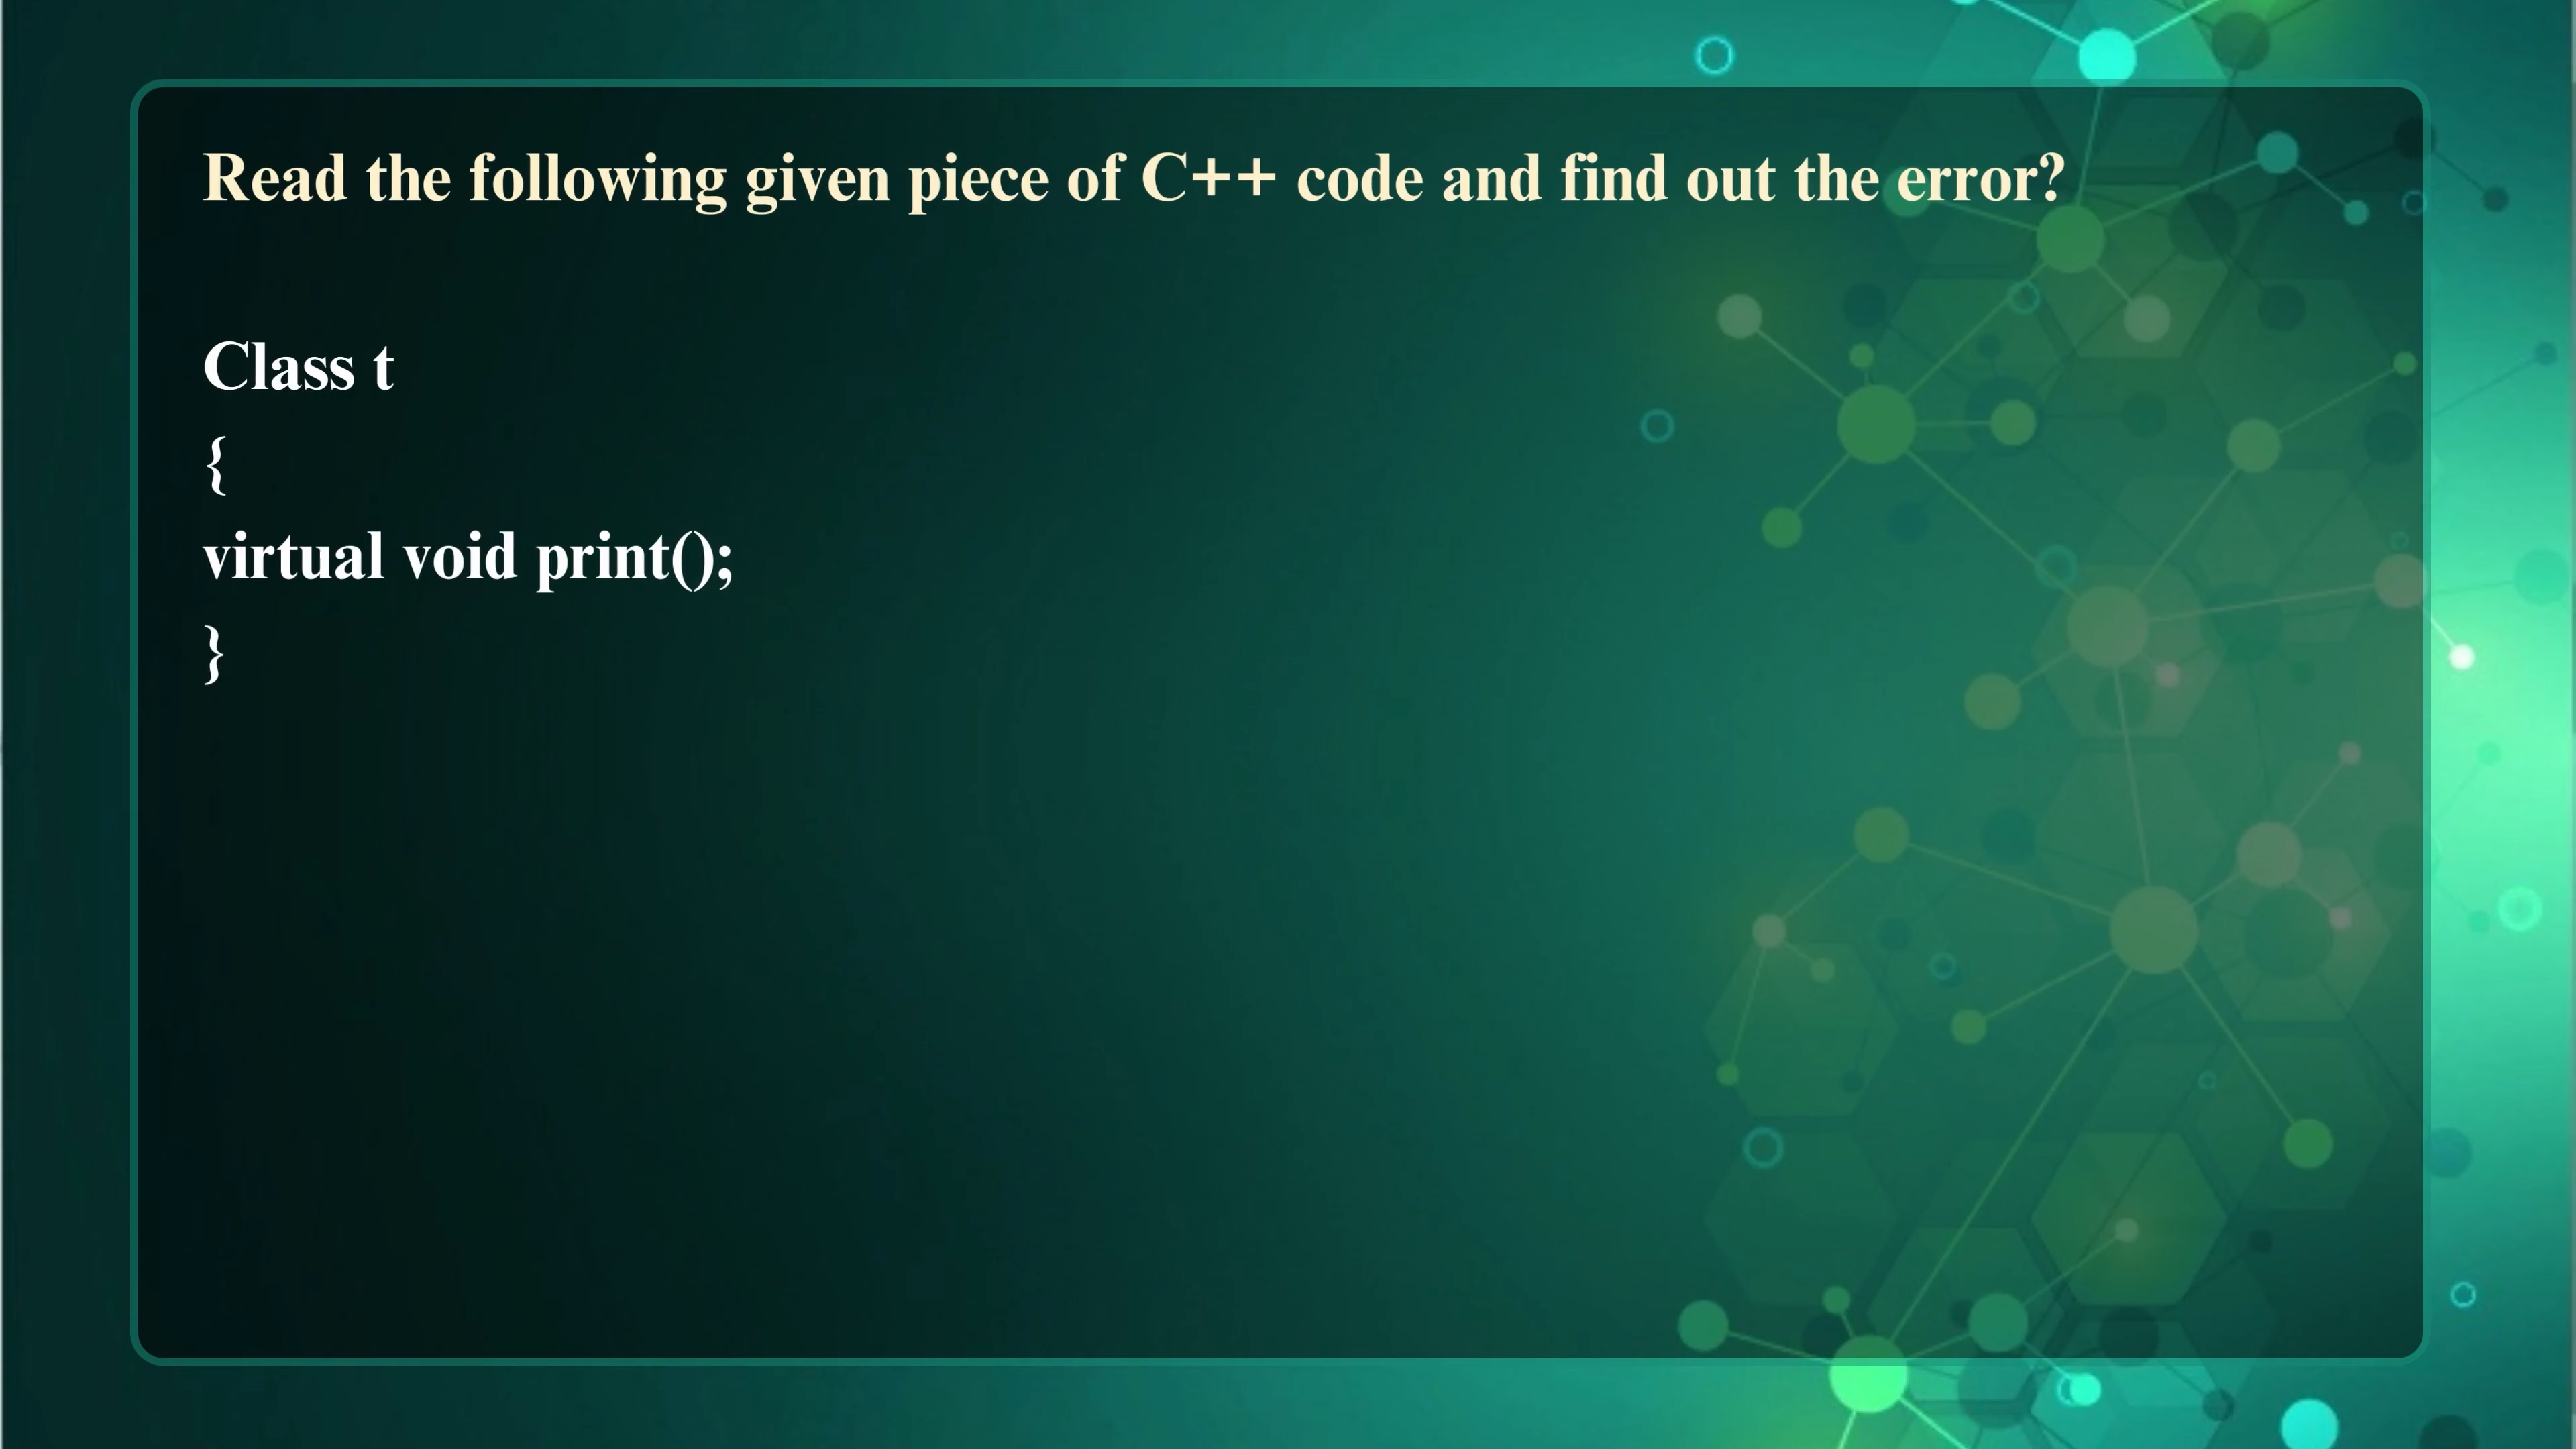 Read the following given piece of C++ code and find out the error?
Class t
{
virtual void print();
}